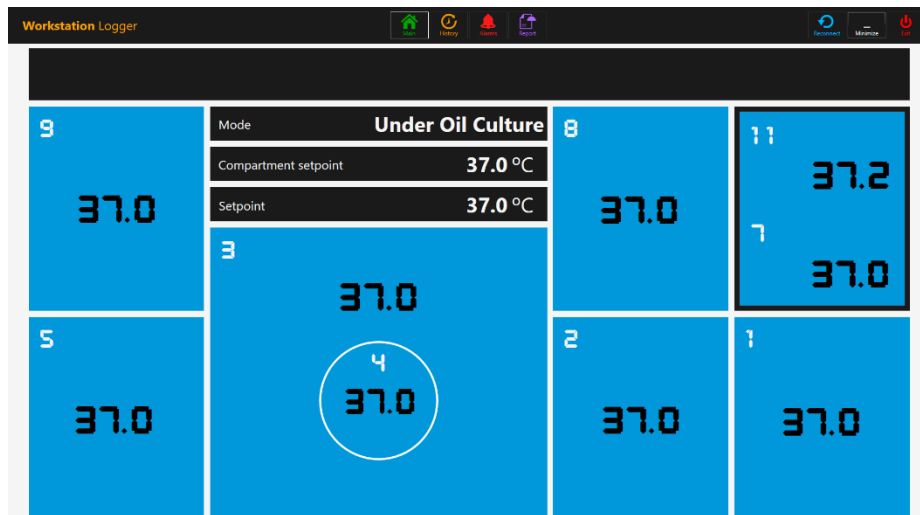 Workstation Logger
Main
History
Alarms
Report
Reconnect
Minimize
Exit
9
37.0
Mode
Under Oil Culture
Compartment setpoint
37.0 °C
Setpoint
37.0 °C
8
37.0
11
37.2
7
37.0
3
37.0
4
37.0
5
37.0
2
37.0
1
37.0